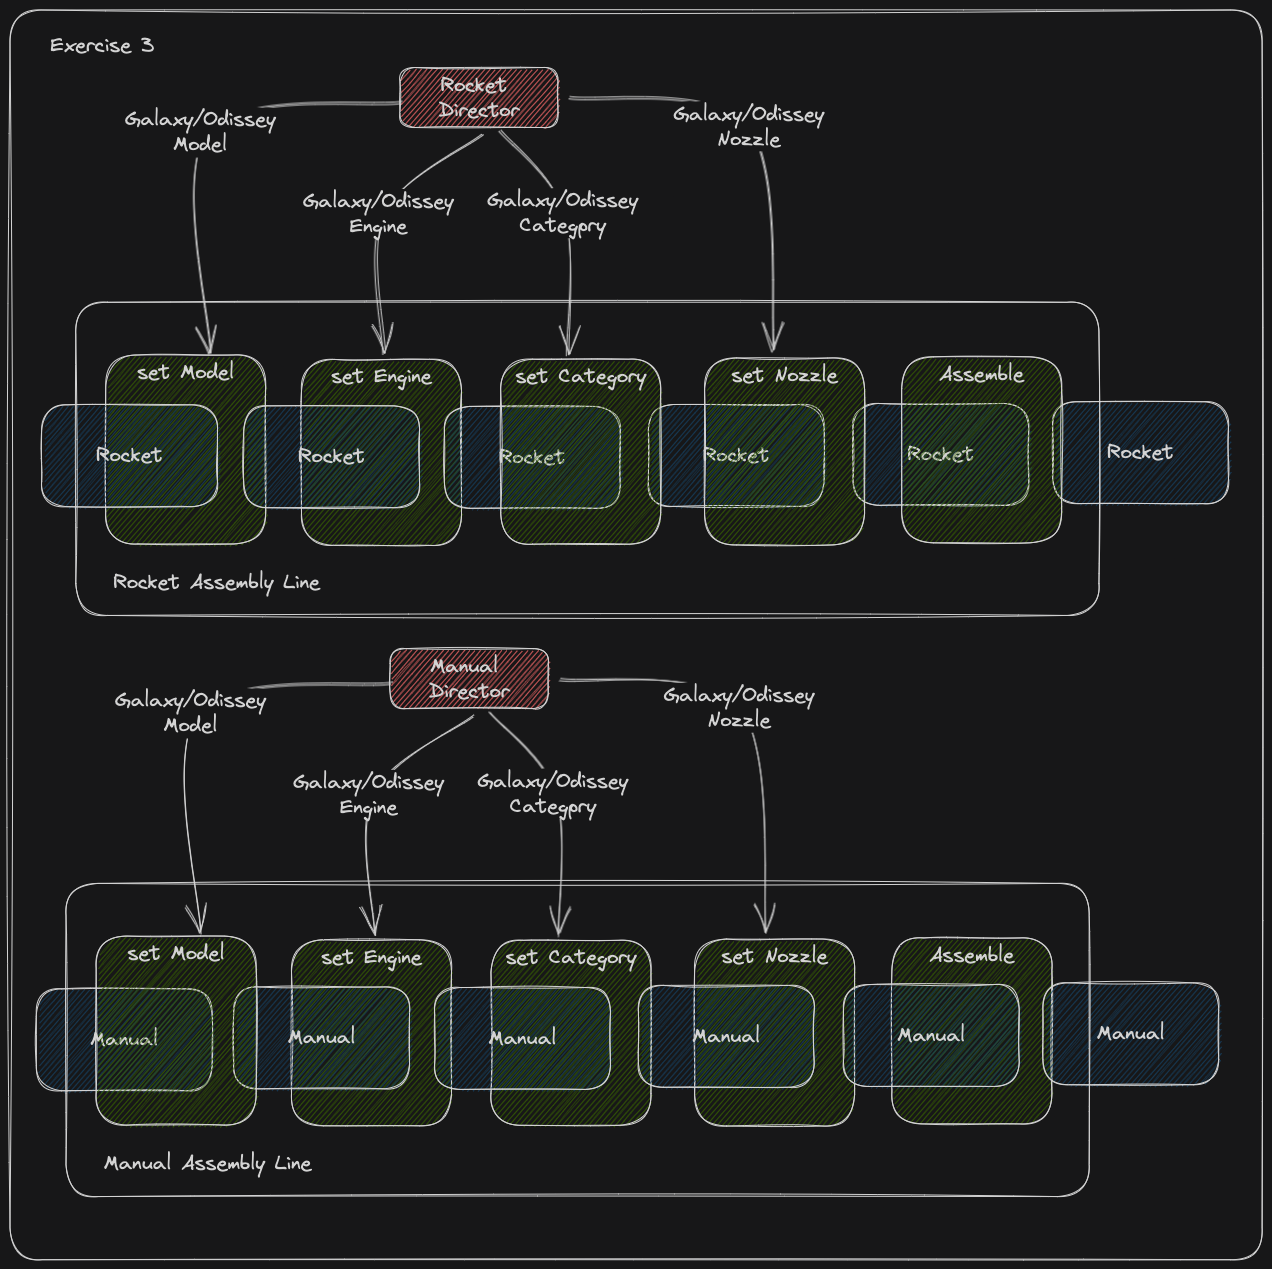 Exercise 3
Rocket
Director
Galaxy/Odissey
Model
Galaxy/Odissey
Nozzle
Galaxy/Odissey
Engine
Galaxy/Odissey
Categpry
set Model
set Engine
set Category
set Nozzle
Assemble
Rocket
Rocket
Rocket
Rocket
Rocket
Rocket
Rocket Assembly Line
Manual
Director
Galaxy/Odissey
Model
Galaxy/Odissey
Nozzle
Galaxy/Odissey
Engine
Galaxy/Odissey
Categpry
set Model
set Engine
set Category
set Nozzle
Assemble
Manual
Manual
Manual
Manual
Manual
Manual
Manual Assembly Line